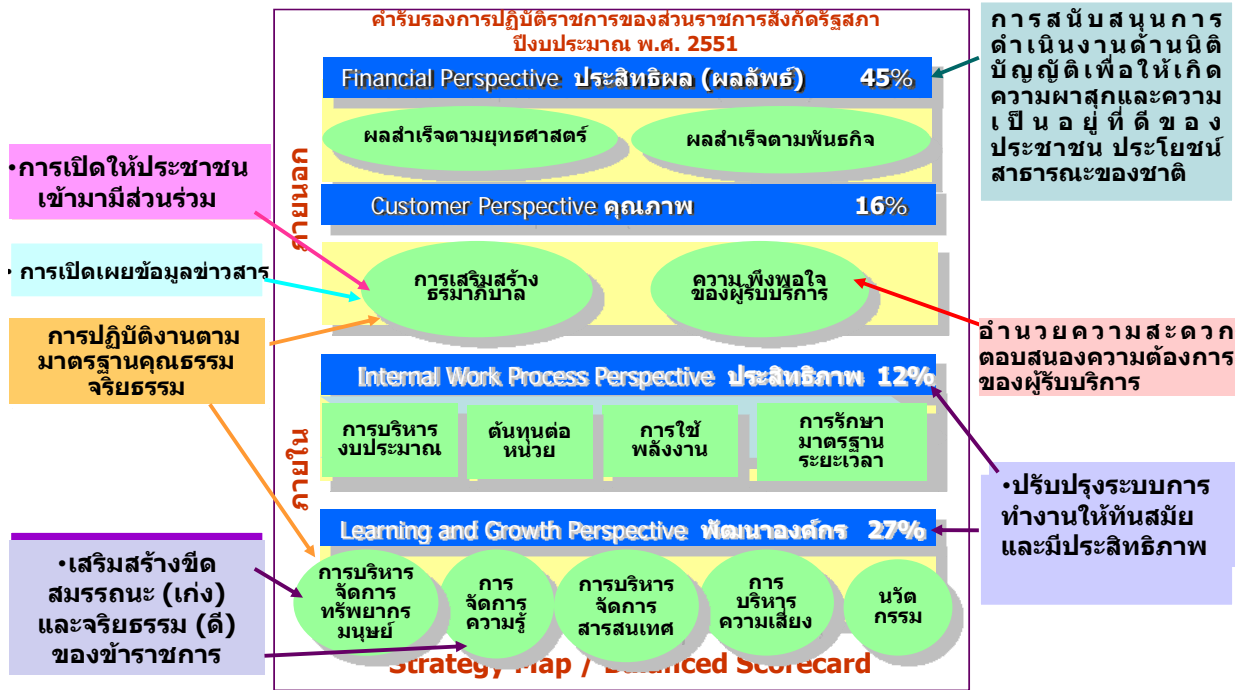 คำรับรองการปฏิบัติราชการของส่วนราชการสังกัดรัฐสภา
ปีงบประมาณ พ.ศ. 2551
Financial Perspective ประสิทธิผล (ผลลัพธ์) 45%
ผลสำเร็จตามยุทธศาสตร์
ผลสำเร็จตามพันธกิจ
ภายนอก
Customer Perspective คุณภาพ 16%
การเสริมสร้าง
ธรมาภิบาล
ความ พึงพอใจ
ของผู้รับบริการ
Internal Work Process Perspective ประสิทธิภาพ 12%
ภายใน
การบริหาร
งบประมาณ
ต้นทุนต่อ
หน่วย
การใช้
พลังงาน
การรักษา
มาตรฐาน
ระยะเวลา
Learning and Growth Perspective พัฒนาองค์กร 27%
การบริหาร
จัดการ
ทรัพยากร
มนุษย์
การ
จัดการ
ความรู้
การบริหาร
จัดการ
สารสนเทศ
การ
บริหาร
ความเสี่ยง
นวัต
กรรม
Strategy Map / Balanced Scorecard
•การเปิดให้ประชาชน
เข้ามามีส่วนร่วม
• การเปิดเผยข้อมูลข่าวสาร
การปฏิบัติงานตาม
มาตรฐานคุณธรรม
จริยธรรม
•เสริมสร้างขีด
สมรรถนะ (เก่ง)
และจริยธรรม (ดี)
ของข้าราชการ
การสนับสนุนการ
ดำเนินงานด้านนิติ
บัญญัติเพื่อให้เกิด
ความผาสุกและความ
เป็นอยู่ที่ดีของ
ประชาชน ประโยชน์
สาธารณะของชาติ
อำนวยความสะดวก
ตอบสนองความต้องการ
ของผู้รับบริการ
•ปรับปรุงระบบการ
ทำงานให้ทันสมัย
และมีประสิทธิภาพ